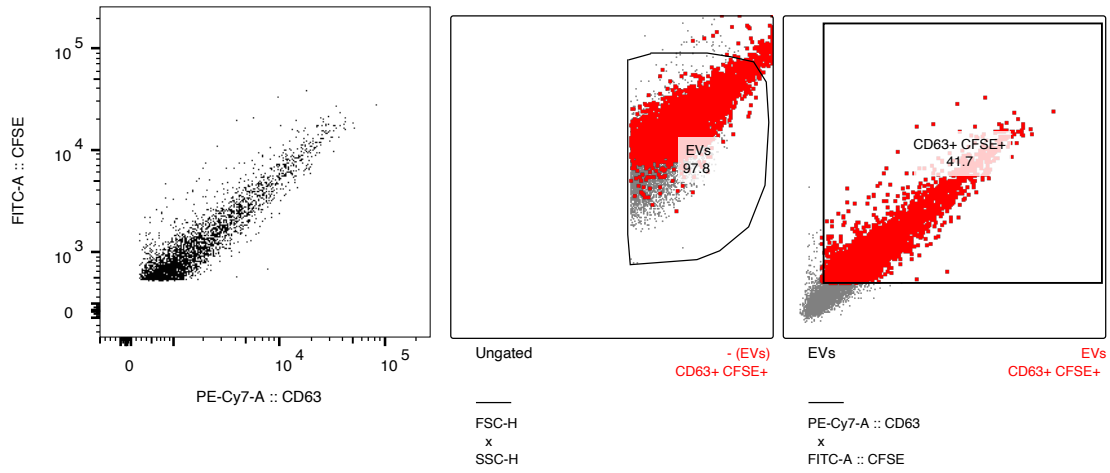 FITC-A :: CFSE
10^5
10^4
10^3
0
0
10^4
10^5
PE-Cy7-A :: CD63
EVs
97.8
Ungated
- (EVs)
CD63+ CFSE+
FSC-H
x
SSC-H
CD63+ CFSE+
41.7
EVs
EVs
CD63+ CFSE+
PE-Cy7-A :: CD63
x
FITC-A :: CFSE